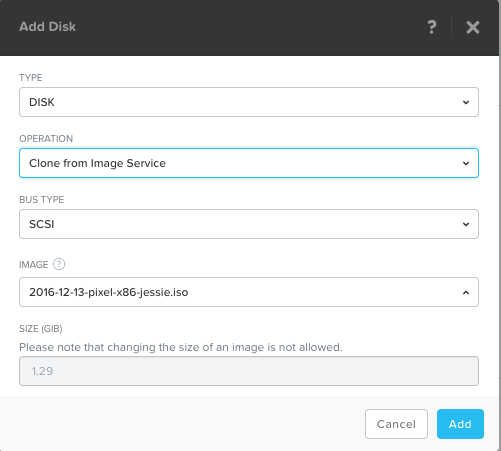 Add Disk
?
TYPE
DISK
OPERATION
Clone from Image Service
BUS TYPE
SCSI
IMAGE ?
2016-12-13-pixel-x86-jessie.iso
SIZE (GIB)
Please note that changing the size of an image is not allowed.
1.29
Cancel Add